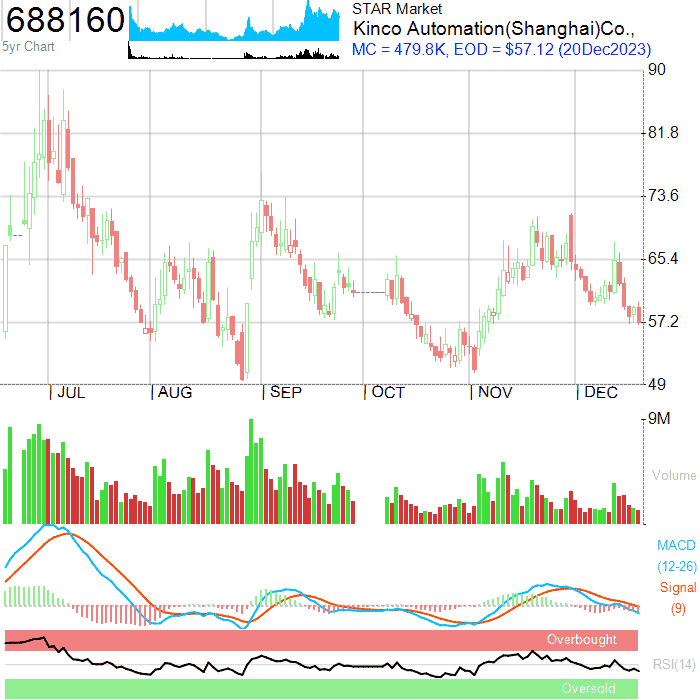 688160
5yr Chart
STAR Market
Kinco Automation(Shanghai)Co.,
MC = 479.8K, EOD = $57.12 (20Dec2023)
90
81.8
73.6
65.4
57.2
49
JUL AUG SEP OCT NOV DEC
9M
Volume
MACD
(12-26)
Signal
(9)
Overbought
RSI(14)
Oversold